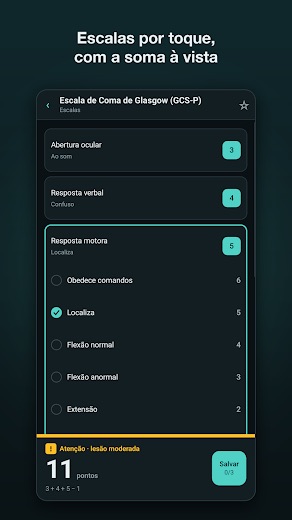 Escalas por toque,
com a soma à vista
Escala de Coma de Glasgow (GCS-P)
Escalas
Abertura ocular
Ao som
3
Resposta verbal
Confuso
4
Resposta motora
Localiza
5
Obedece comandos 6
Localiza 5
Flexão normal 4
Flexão anormal 3
Extensão 2
! Atenção · lesão moderada
11 pontos
3 + 4 + 5 − 1
Salvar
0/3